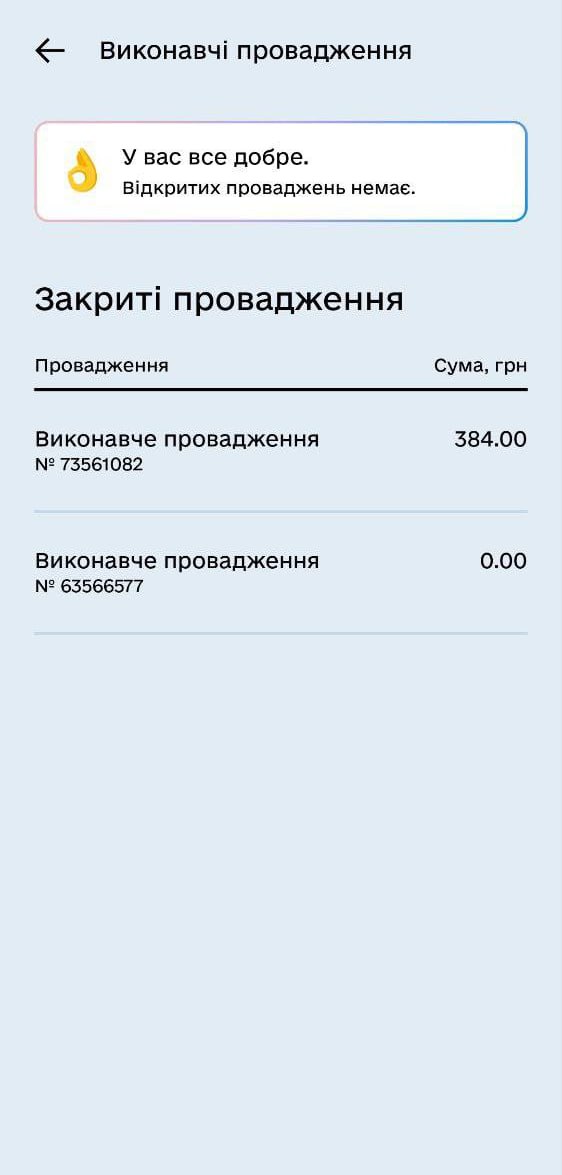 Виконавчі провадження
У вас все добре.
Відкритих проваджень немає.
Закриті провадження
Провадження Сума, грн
Виконавче провадження 384.00
№ 73561082
Виконавче провадження 0.00
№ 63566577